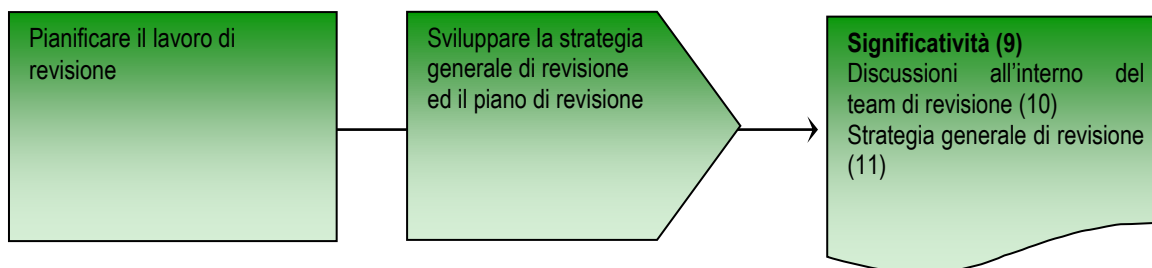 Pianificare il lavoro di
revisione
Sviluppare la strategia
generale di revisione
ed il piano di revisione
Significatività (9)
Discussioni all’interno del
team di revisione (10)
Strategia generale di revisione
(11)